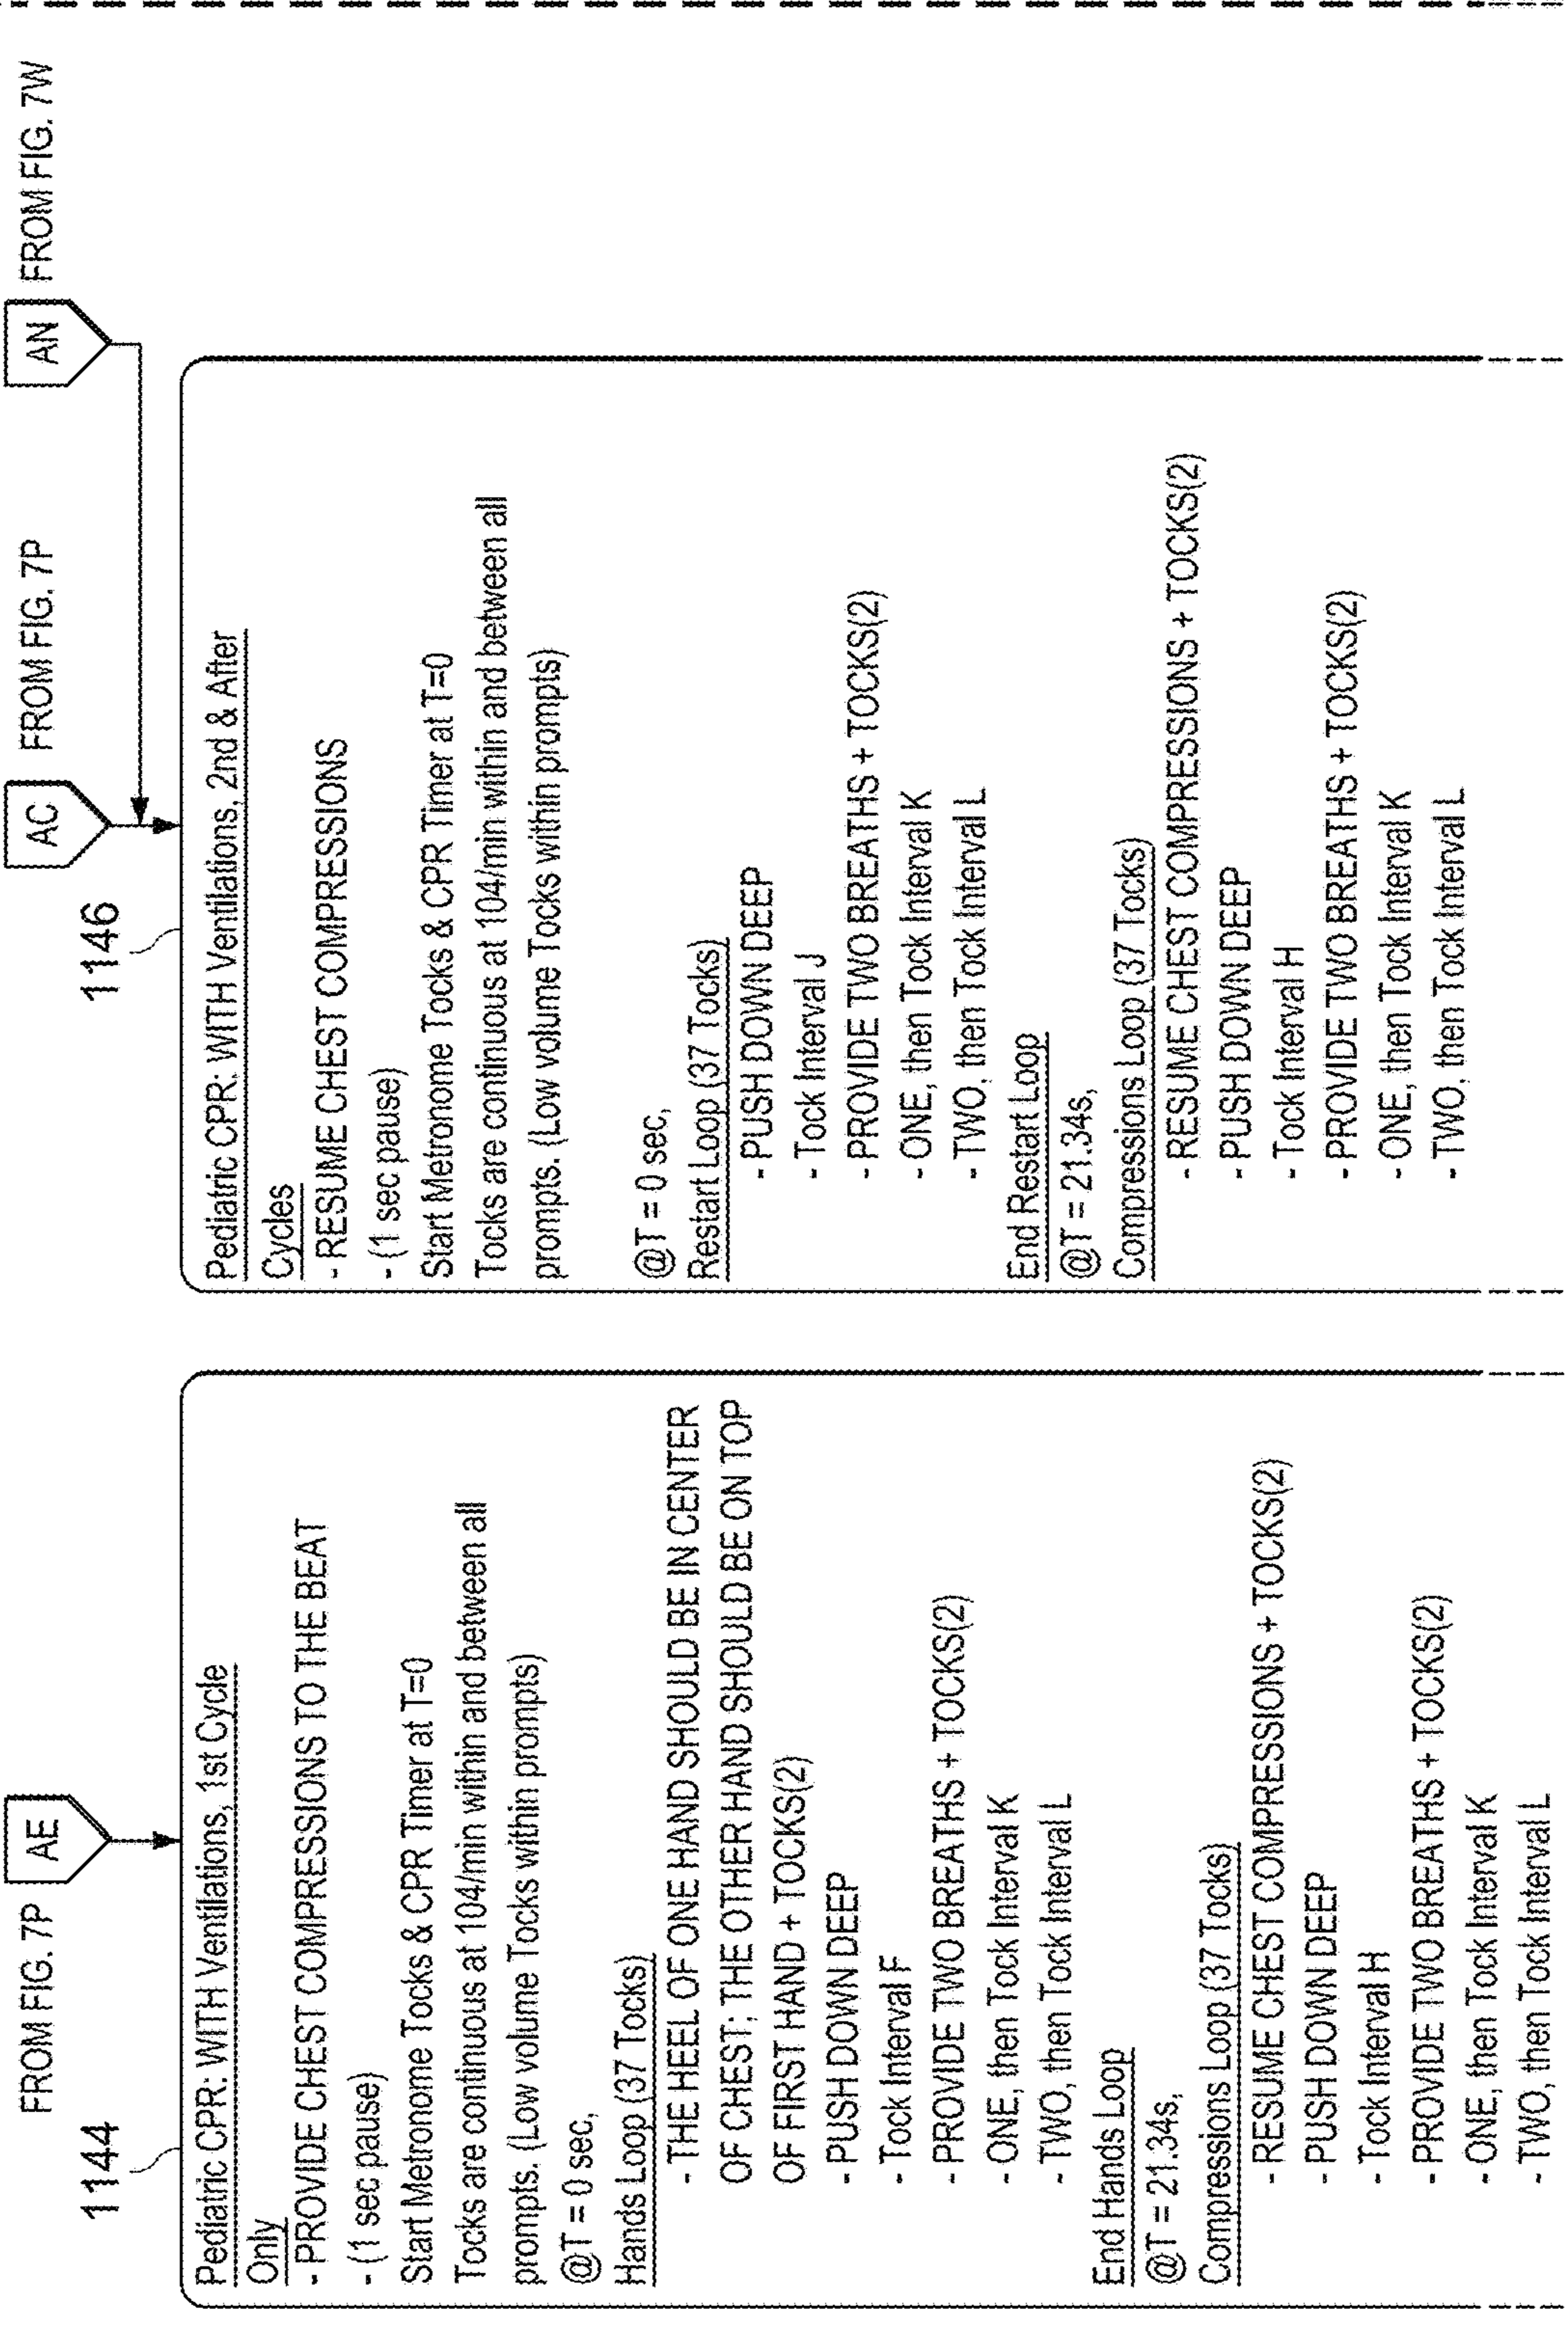 FROM FIG. 7P
AE
1144
Pediatric CPR: WITH Ventilations, 1st Cycle
Only
- PROVIDE CHEST COMPRESSIONS TO THE BEAT
- (1 sec pause)
Start Metronome Tocks & CPR Timer at T=0
Tocks are continuous at 104/min within and between all
prompts. (Low volume Tocks within prompts)
@T = 0 sec,
Hands Loop (37 Tocks)
- THE HEEL OF ONE HAND SHOULD BE IN CENTER
OF CHEST; THE OTHER HAND SHOULD BE ON TOP
OF FIRST HAND + TOCKS(2)
- PUSH DOWN DEEP
- Tock Interval F
- PROVIDE TWO BREATHS + TOCKS(2)
- ONE, then Tock Interval K
- TWO, then Tock Interval L
End Hands Loop
@T = 21.34s,
Compressions Loop (37 Tocks)
- RESUME CHEST COMPRESSIONS + TOCKS(2)
- PUSH DOWN DEEP
- Tock Interval H
- PROVIDE TWO BREATHS + TOCKS(2)
- ONE, then Tock Interval K
- TWO, then Tock Interval L
AC
FROM FIG. 7P
AN
FROM FIG. 7W
1146
Pediatric CPR: WITH Ventilations, 2nd & After
Cycles
- RESUME CHEST COMPRESSIONS
- (1 sec pause)
Start Metronome Tocks & CPR Timer at T=0
Tocks are continuous at 104/min within and between all
prompts. (Low volume Tocks within prompts)
@T = 0 sec,
Restart Loop (37 Tocks)
- PUSH DOWN DEEP
- Tock Interval J
- PROVIDE TWO BREATHS + TOCKS(2)
- ONE, then Tock Interval K
- TWO, then Tock Interval L
End Restart Loop
@T = 21.34s,
Compressions Loop (37 Tocks)
- RESUME CHEST COMPRESSIONS + TOCKS(2)
- PUSH DOWN DEEP
- Tock Interval H
- PROVIDE TWO BREATHS + TOCKS(2)
- ONE, then Tock Interval K
- TWO, then Tock Interval L